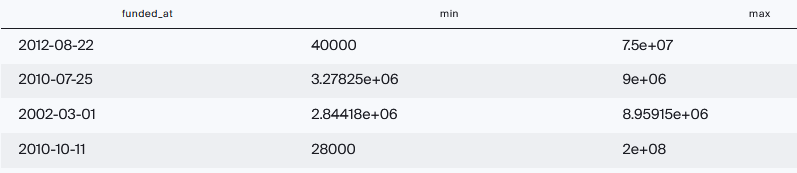 funded_at min max
2012-08-22 40000 7.5e+07
2010-07-25 3.27825e+06 9e+06
2002-03-01 2.84418e+06 8.95915e+06
2010-10-11 28000 2e+08